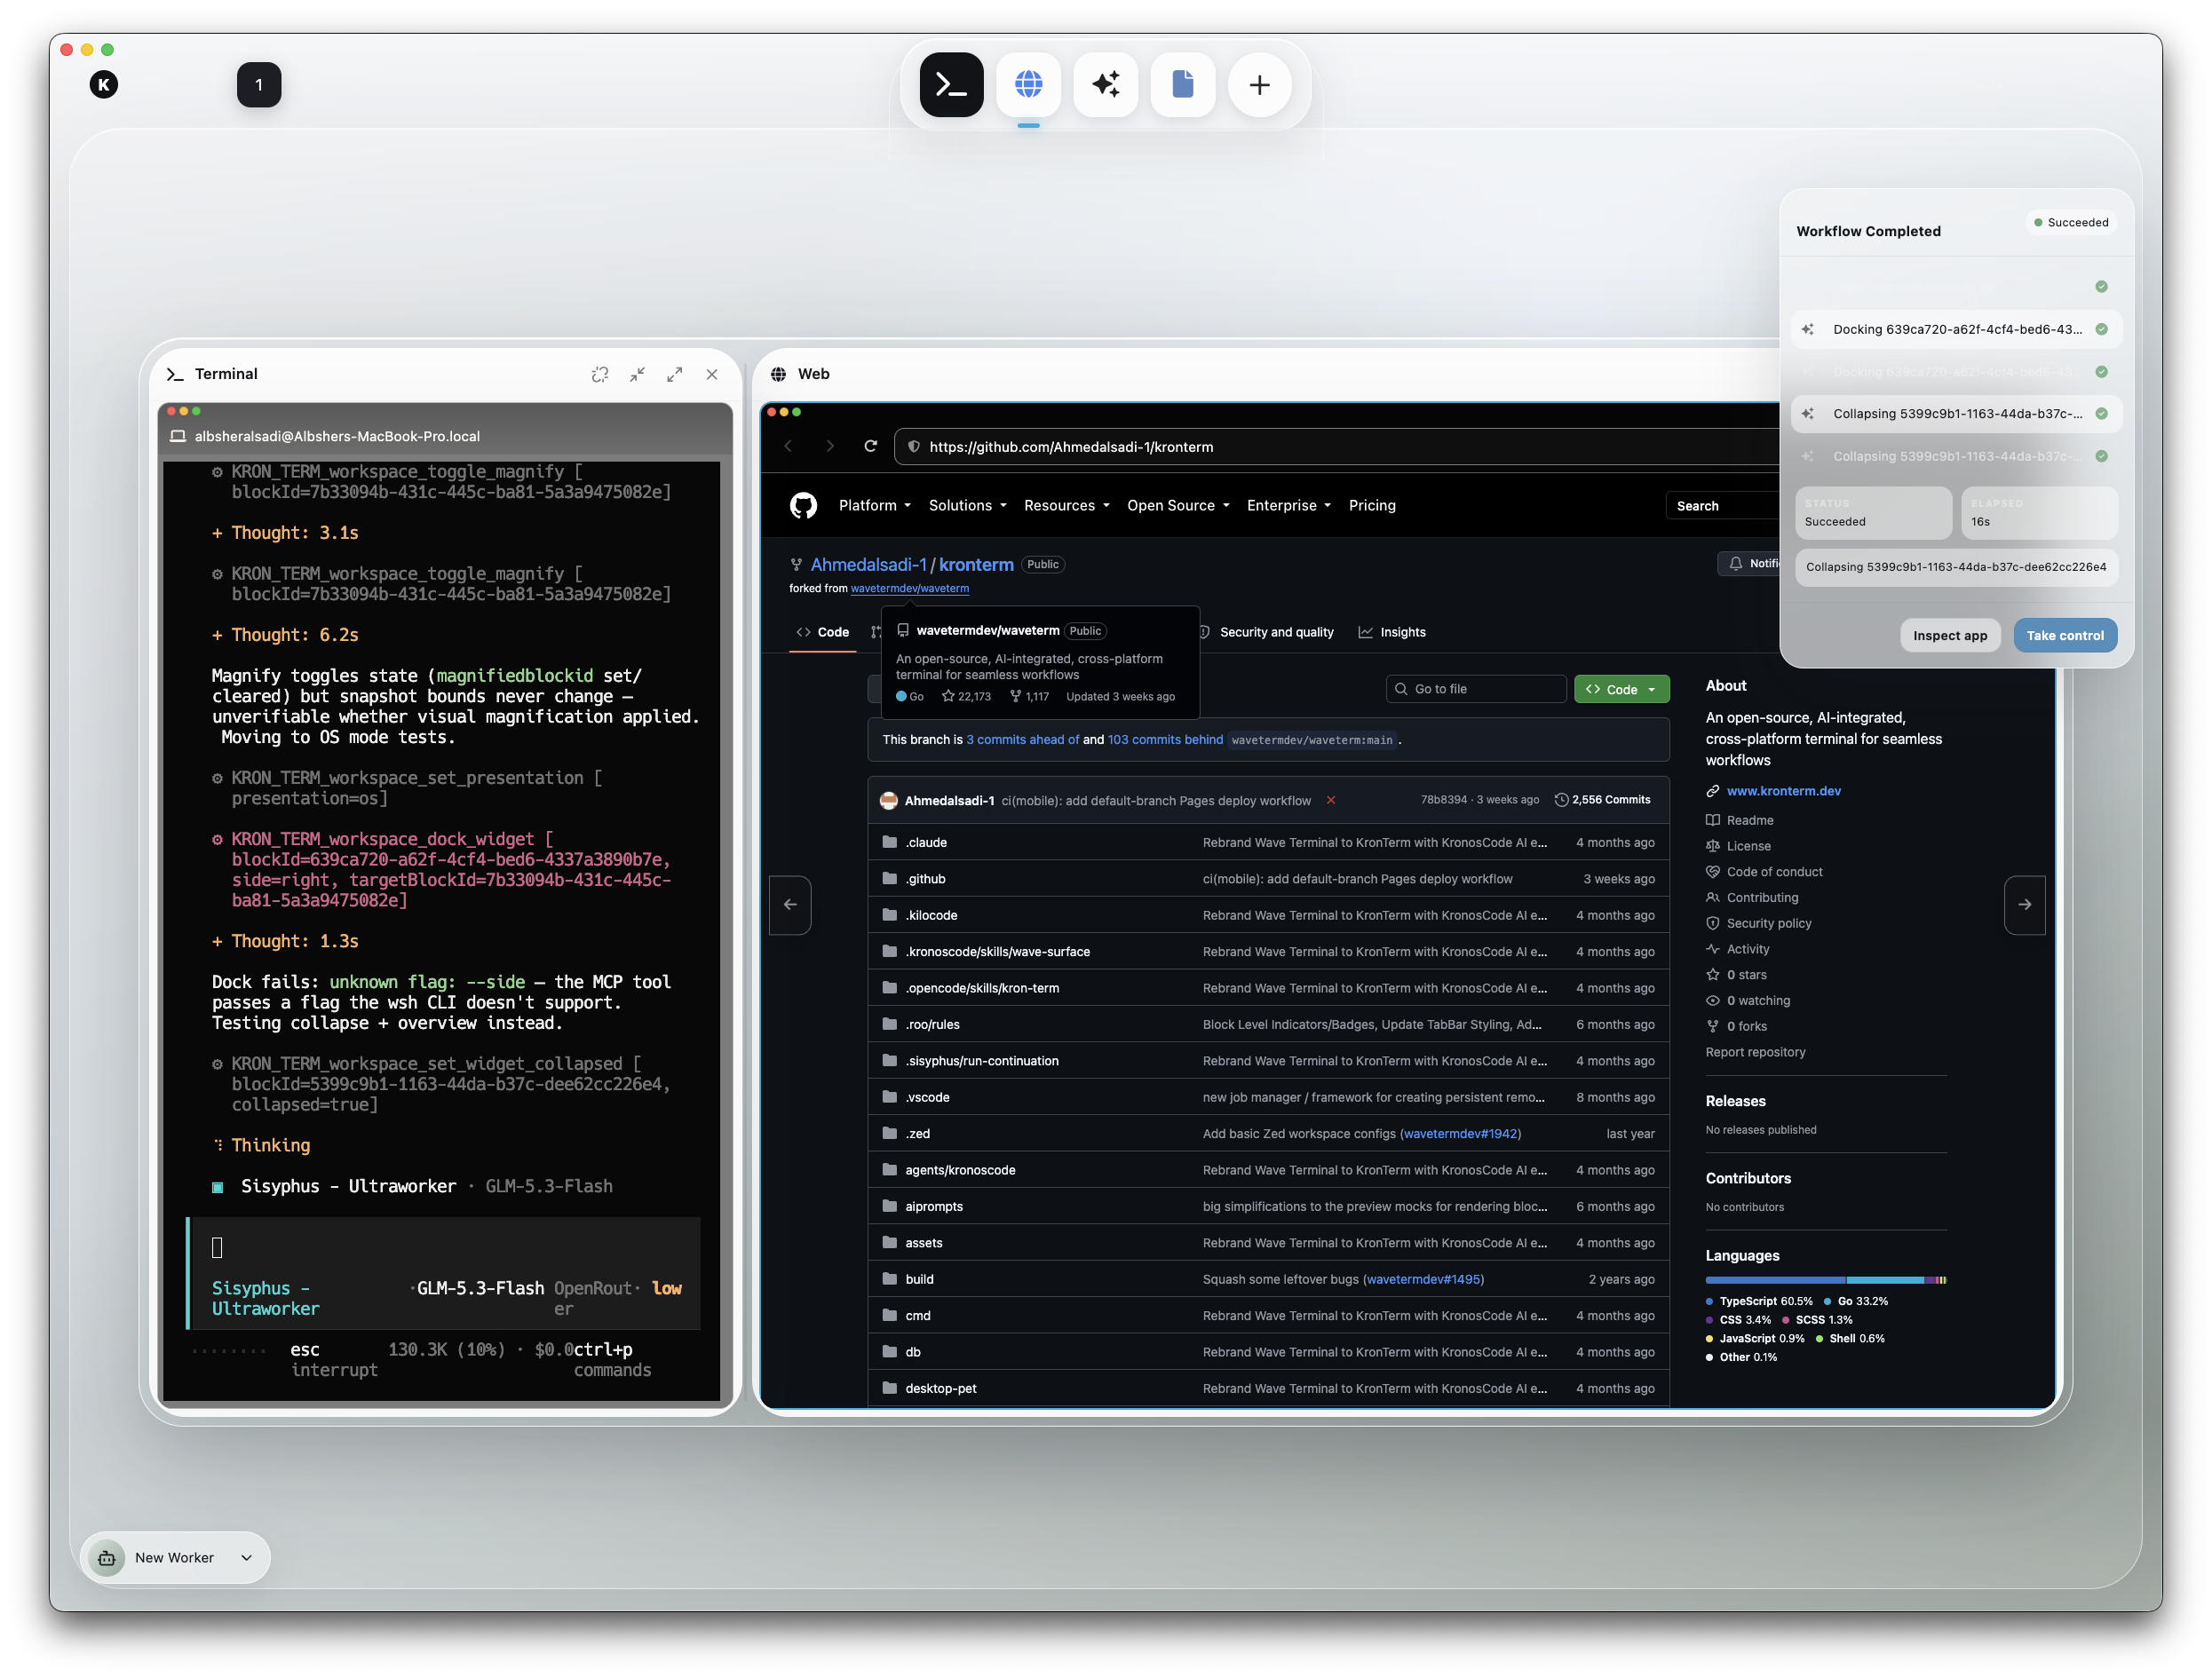 K
1
Terminal
albsheralsadi@Albshers-MacBook-Pro.local
KRON_TERM_workspace_toggle_magnify [
blockId=7b33094b-431c-445c-ba81-5a3a9475082e]
+ Thought: 3.1s
KRON_TERM_workspace_toggle_magnify [
blockId=7b33094b-431c-445c-ba81-5a3a9475082e]
+ Thought: 6.2s
Magnify toggles state (magnifiedblockid set/
cleared) but snapshot bounds never change —
unverifiable whether visual magnification applied.
Moving to OS mode tests.
KRON_TERM_workspace_set_presentation [
presentation=os]
KRON_TERM_workspace_dock_widget [
blockId=639ca720-a62f-4cf4-bed6-4337a3890b7e,
side=right, targetBlockId=7b33094b-431c-445c-
ba81-5a3a9475082e]
+ Thought: 1.3s
Dock fails: unknown flag: --side — the MCP tool
passes a flag the wsh CLI doesn't support.
Testing collapse + overview instead.
KRON_TERM_workspace_set_widget_collapsed [
blockId=5399c9b1-1163-44da-b37c-dee62cc226e4,
collapsed=true]
Thinking
Sisyphus - Ultraworker · GLM-5.3-Flash
Sisyphus - ·GLM-5.3-Flash OpenRout· low
Ultraworker er
esc 130.3K (10%) · $0.0ctrl+p
interrupt commands
Web
https://github.com/Ahmedalsadi-1/kronterm
Platform Solutions Resources Open Source Enterprise Pricing
Search
Ahmedalsadi-1/kronterm Public
Notifi
forked from wavetermdev/waveterm
Code
Security and quality
Insights
wavetermdev/waveterm Public
An open-source, AI-integrated, cross-platform
terminal for seamless workflows
Go 22,173 1,117 Updated 3 weeks ago
Go to file
Code
This branch is 3 commits ahead of and 103 commits behind wavetermdev/waveterm:main .
Ahmedalsadi-1 ci(mobile): add default-branch Pages deploy workflow 78b8394 · 3 weeks ago 2,556 Commits
.claude Rebrand Wave Terminal to KronTerm with KronosCode AI e... 4 months ago
.github ci(mobile): add default-branch Pages deploy workflow 3 weeks ago
.kilocode Rebrand Wave Terminal to KronTerm with KronosCode AI e... 4 months ago
.kronoscode/skills/wave-surface Rebrand Wave Terminal to KronTerm with KronosCode AI e... 4 months ago
.opencode/skills/kron-term Rebrand Wave Terminal to KronTerm with KronosCode AI e... 4 months ago
.roo/rules Block Level Indicators/Badges, Update TabBar Styling, Ad... 6 months ago
.sisyphus/run-continuation Rebrand Wave Terminal to KronTerm with KronosCode AI e... 4 months ago
.vscode new job manager / framework for creating persistent remo... 8 months ago
.zed Add basic Zed workspace configs (wavetermdev#1942) last year
agents/kronoscode Rebrand Wave Terminal to KronTerm with KronosCode AI e... 4 months ago
aiprompts big simplifications to the preview mocks for rendering bloc... 6 months ago
assets Rebrand Wave Terminal to KronTerm with KronosCode AI e... 4 months ago
build Squash some leftover bugs (wavetermdev#1495) 2 years ago
cmd Rebrand Wave Terminal to KronTerm with KronosCode AI e... 4 months ago
db Rebrand Wave Terminal to KronTerm with KronosCode AI e... 4 months ago
desktop-pet Rebrand Wave Terminal to KronTerm with KronosCode AI e... 4 months ago
About
An open-source, AI-integrated,
cross-platform terminal for seamless
workflows
www.kronterm.dev
Readme
License
Code of conduct
Contributing
Security policy
Activity
0 stars
0 watching
0 forks
Report repository
Releases
No releases published
Contributors
No contributors
Languages
TypeScript 60.5% Go 33.2%
CSS 3.4% SCSS 1.3%
JavaScript 0.9% Shell 0.6%
Other 0.1%
Workflow Completed
Succeeded
Docking 639ca720-a62f-4cf4-bed6-43...
Docking 639ca720-a62f-4cf4-bed6-43...
Collapsing 5399c9b1-1163-44da-b37c-...
Collapsing 5399c9b1-1163-44da-b37c-...
STATUS
Succeeded
ELAPSED
16s
Collapsing 5399c9b1-1163-44da-b37c-dee62cc226e4
Inspect app
Take control
New Worker